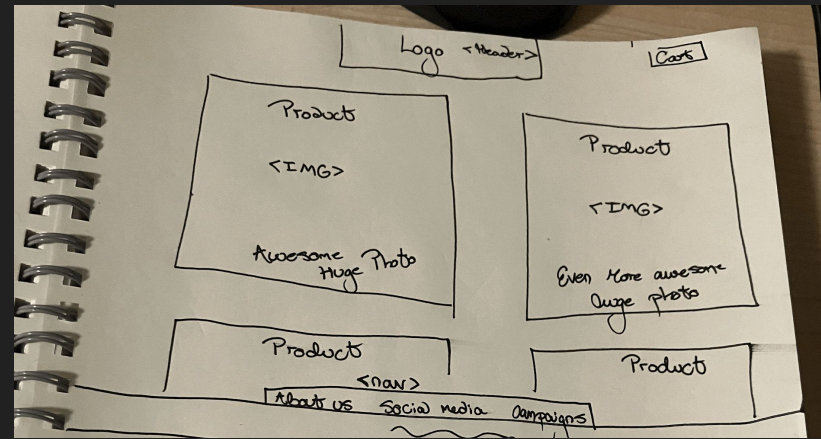 Logo <Header>
Cart
Product
<IMG>
Awesome
Huge Photo
Product
<IMG>
Even More awesome
Ouge photo
Product
<nav>
Product
About us Social media Campaigns